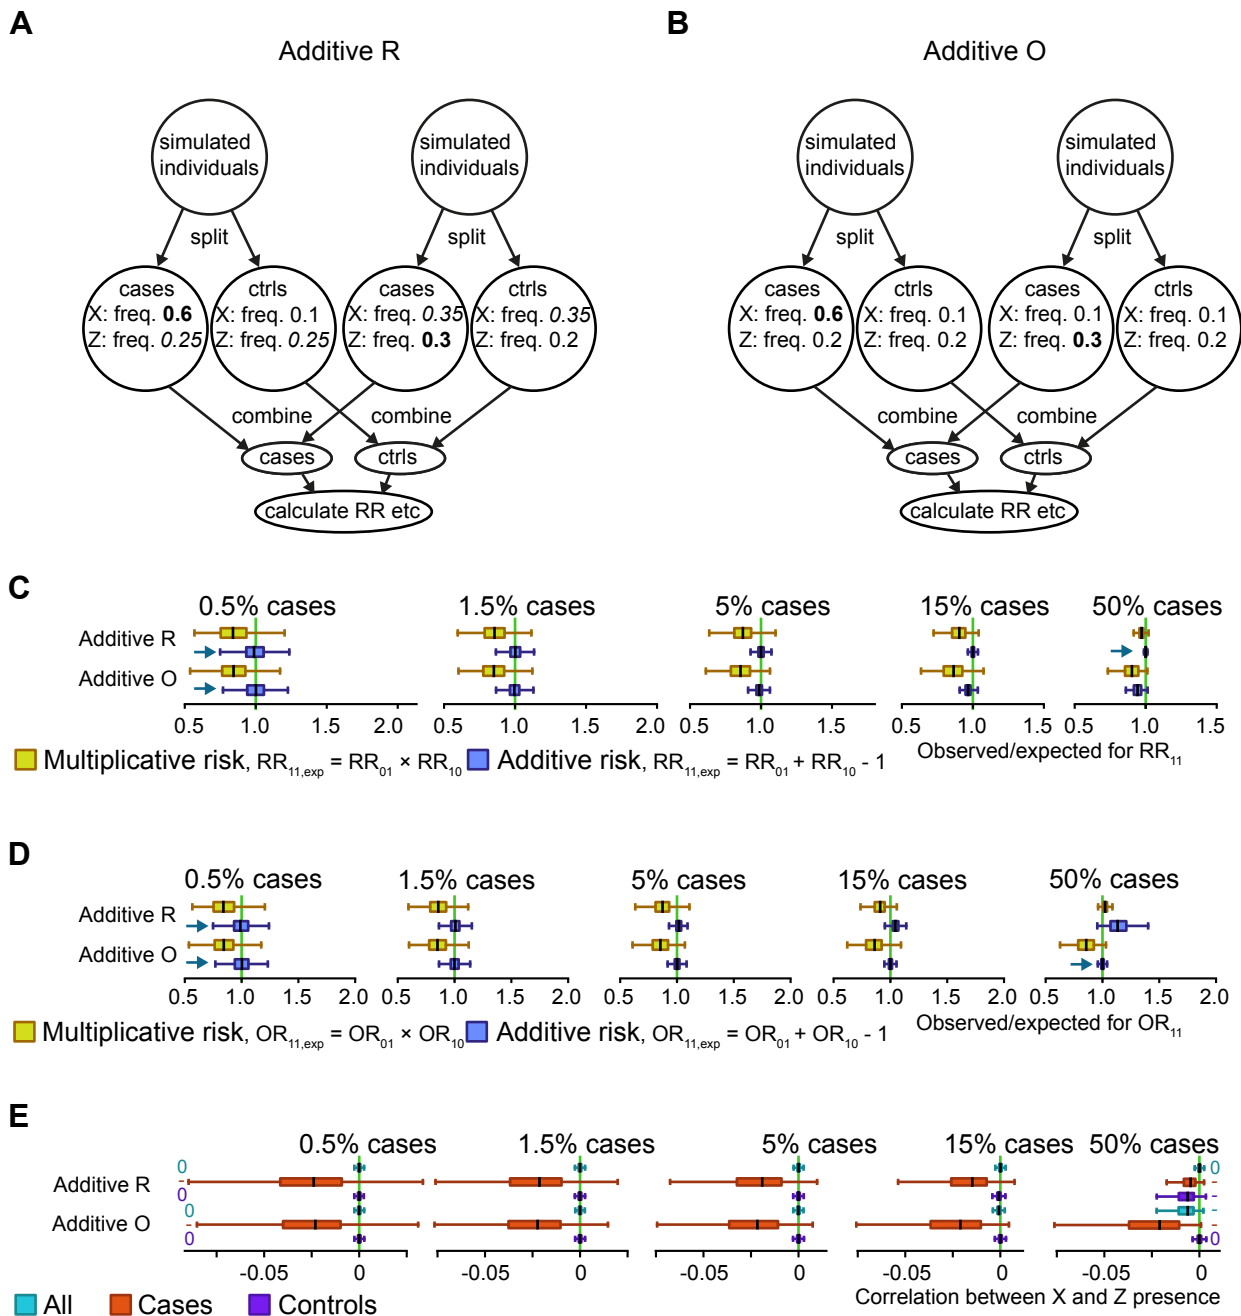 A
B
Additive R
Additive O
simulated individuals
simulated individuals
simulated individuals
simulated individuals
split
split
split
split
cases
X: freq. 0.6
Z: freq. 0.25
ctrls
X: freq. 0.1
Z: freq. 0.25
cases
X: freq. 0.35
Z: freq. 0.3
ctrls
X: freq. 0.35
Z: freq. 0.2
cases
X: freq. 0.6
Z: freq. 0.2
ctrls
X: freq. 0.1
Z: freq. 0.2
cases
X: freq. 0.1
Z: freq. 0.3
ctrls
X: freq. 0.1
Z: freq. 0.2
combine
combine
combine
combine
cases
ctrls
cases
ctrls
calculate RR etc
calculate RR etc
C
0.5% cases
1.5% cases
5% cases
15% cases
50% cases
Additive R
Additive O
0.5 1.0 1.5 2.0
0.5 1.0 1.5 2.0
0.5 1.0 1.5
0.5 1.0 1.5
0.5 1.0 1.5
Multiplicative risk, RR11,exp = RR01 × RR10
Additive risk, RR11,exp = RR01 + RR10 - 1
Observed/expected for RR11
D
0.5% cases
1.5% cases
5% cases
15% cases
50% cases
Additive R
Additive O
0.5 1.0 1.5 2.0
0.5 1.0 1.5 2.0
0.5 1.0 1.5 2.0
0.5 1.0 1.5 2.0
0.5 1.0 1.5 2.0
Multiplicative risk, OR11,exp = OR01 × OR10
Additive risk, OR11,exp = OR01 + OR10 - 1
Observed/expected for OR11
E
0.5% cases
1.5% cases
5% cases
15% cases
50% cases
Additive R
Additive O
0
-
0
0
-
0
0
-
-
-
-
0
-0.05 0
-0.05 0
-0.05 0
-0.05 0
-0.05 0
All
Cases
Controls
Correlation between X and Z presence